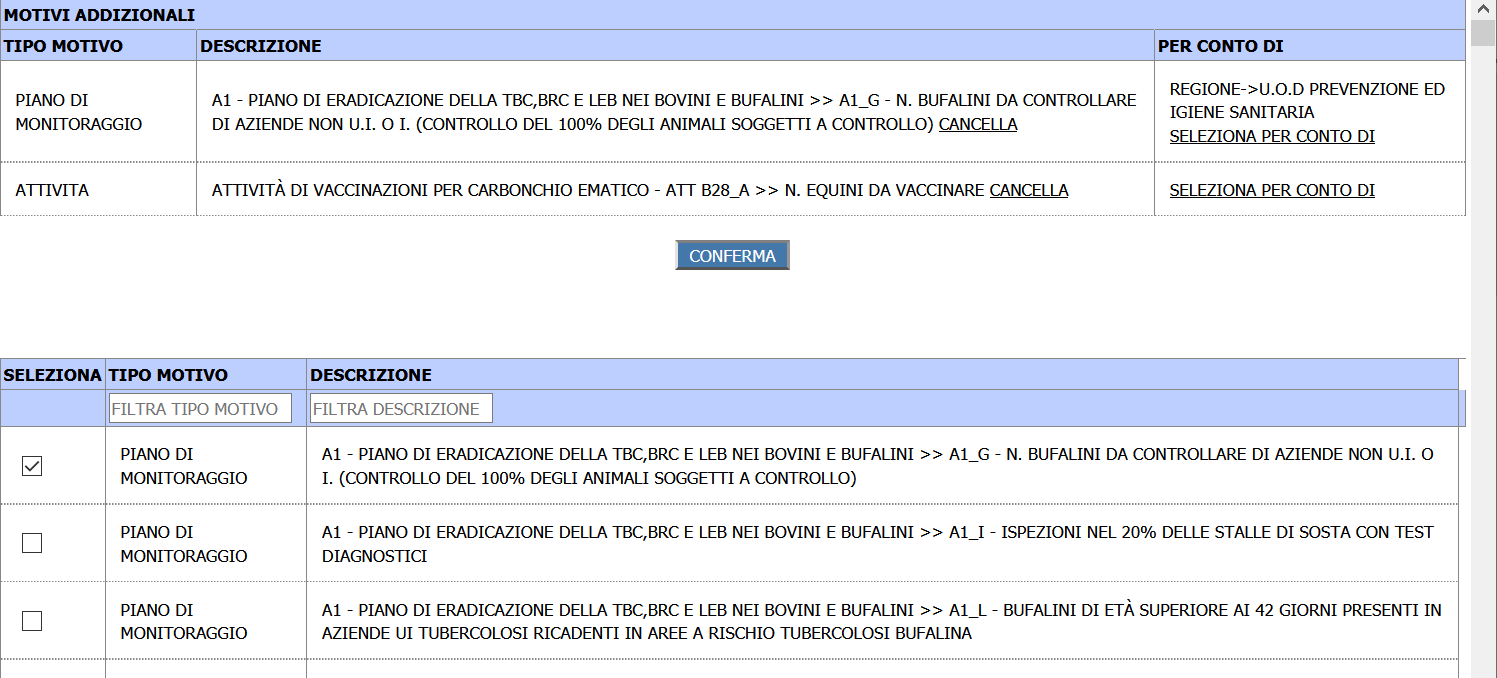 MOTIVI ADDIZIONALI
TIPO MOTIVO DESCRIZIONE PER CONTO DI
PIANO DI
MONITORAGGIO
A1 - PIANO DI ERADICAZIONE DELLA TBC,BRC E LEB NEI BOVINI E BUFALINI >> A1_G - N. BUFALINI DA CONTROLLARE
DI AZIENDE NON U.I. O I. (CONTROLLO DEL 100% DEGLI ANIMALI SOGGETTI A CONTROLLO) CANCELLA
REGIONE->U.O.D PREVENZIONE ED
IGIENE SANITARIA
SELEZIONA PER CONTO DI
ATTIVITA
ATTIVITÀ DI VACCINAZIONI PER CARBONCHIO EMATICO - ATT B28_A >> N. EQUINI DA VACCINARE CANCELLA
SELEZIONA PER CONTO DI
CONFERMA
SELEZIONA TIPO MOTIVO DESCRIZIONE
FILTRA TIPO MOTIVO FILTRA DESCRIZIONE
PIANO DI
MONITORAGGIO
A1 - PIANO DI ERADICAZIONE DELLA TBC,BRC E LEB NEI BOVINI E BUFALINI >> A1_G - N. BUFALINI DA CONTROLLARE DI AZIENDE NON U.I. O
I. (CONTROLLO DEL 100% DEGLI ANIMALI SOGGETTI A CONTROLLO)
PIANO DI
MONITORAGGIO
A1 - PIANO DI ERADICAZIONE DELLA TBC,BRC E LEB NEI BOVINI E BUFALINI >> A1_I - ISPEZIONI NEL 20% DELLE STALLE DI SOSTA CON TEST
DIAGNOSTICI
PIANO DI
MONITORAGGIO
A1 - PIANO DI ERADICAZIONE DELLA TBC,BRC E LEB NEI BOVINI E BUFALINI >> A1_L - BUFALINI DI ETÀ SUPERIORE AI 42 GIORNI PRESENTI IN
AZIENDE UI TUBERCOLOSI RICADENTI IN AREE A RISCHIO TUBERCOLOSI BUFALINA